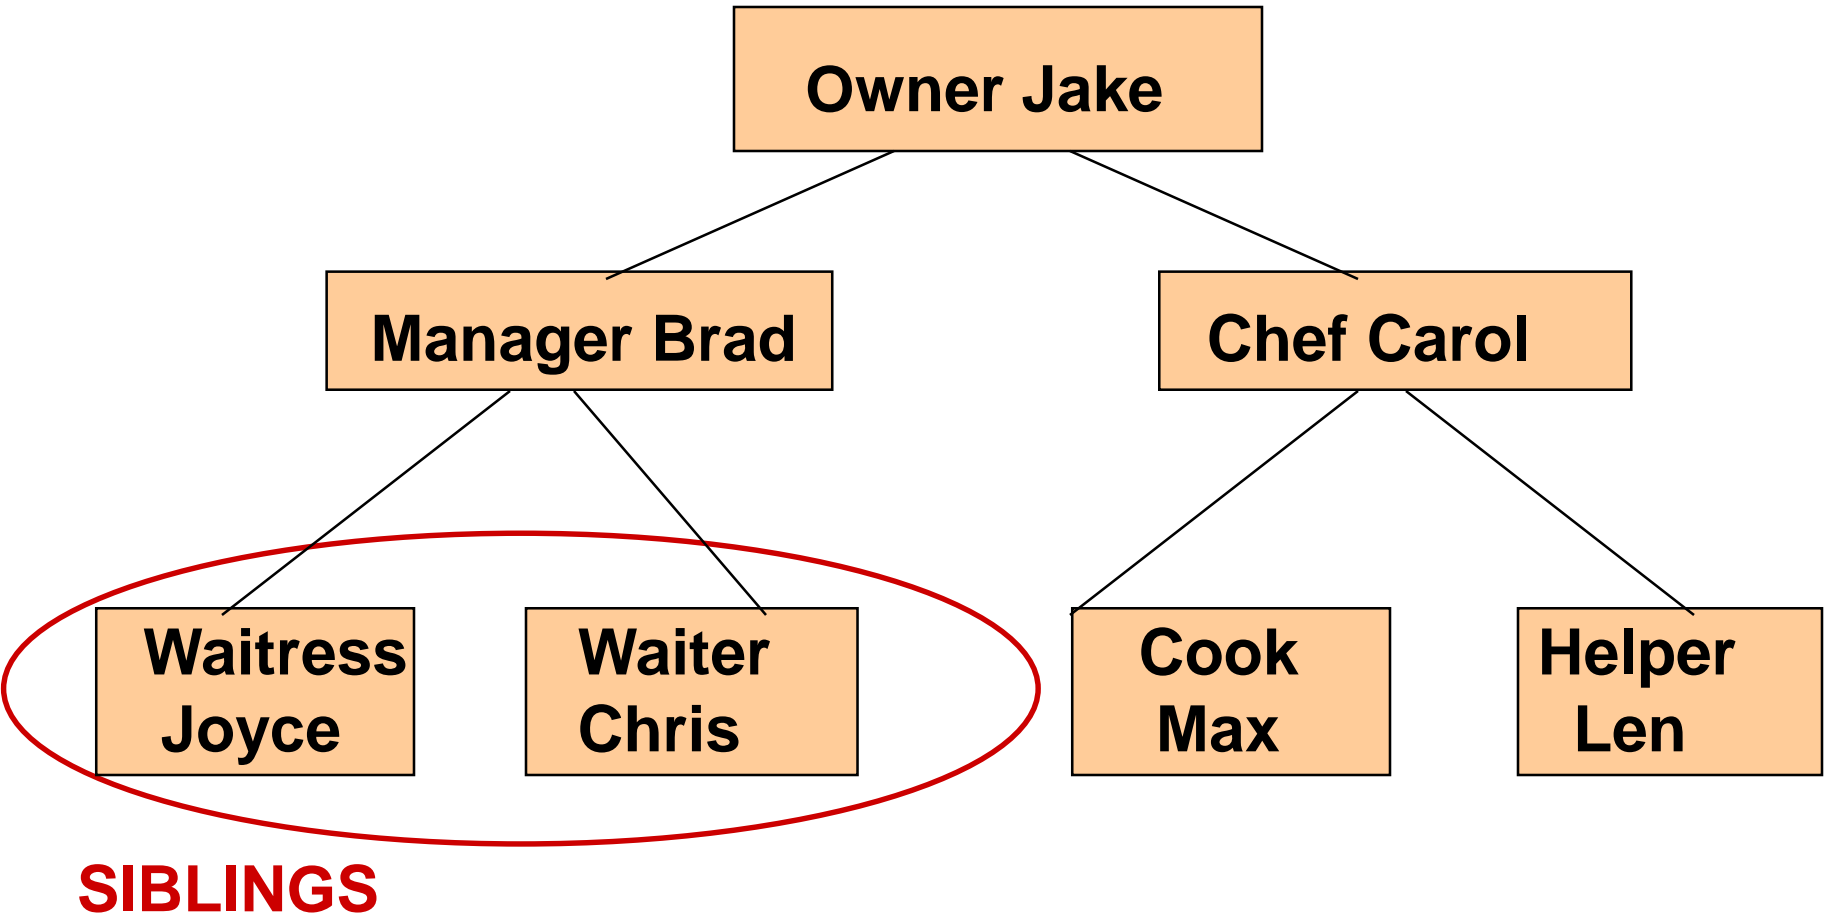 Owner Jake
Manager Brad
Chef Carol
Waitress
Joyce
Waiter
Chris
Cook
Max
Helper
Len
SIBLINGS